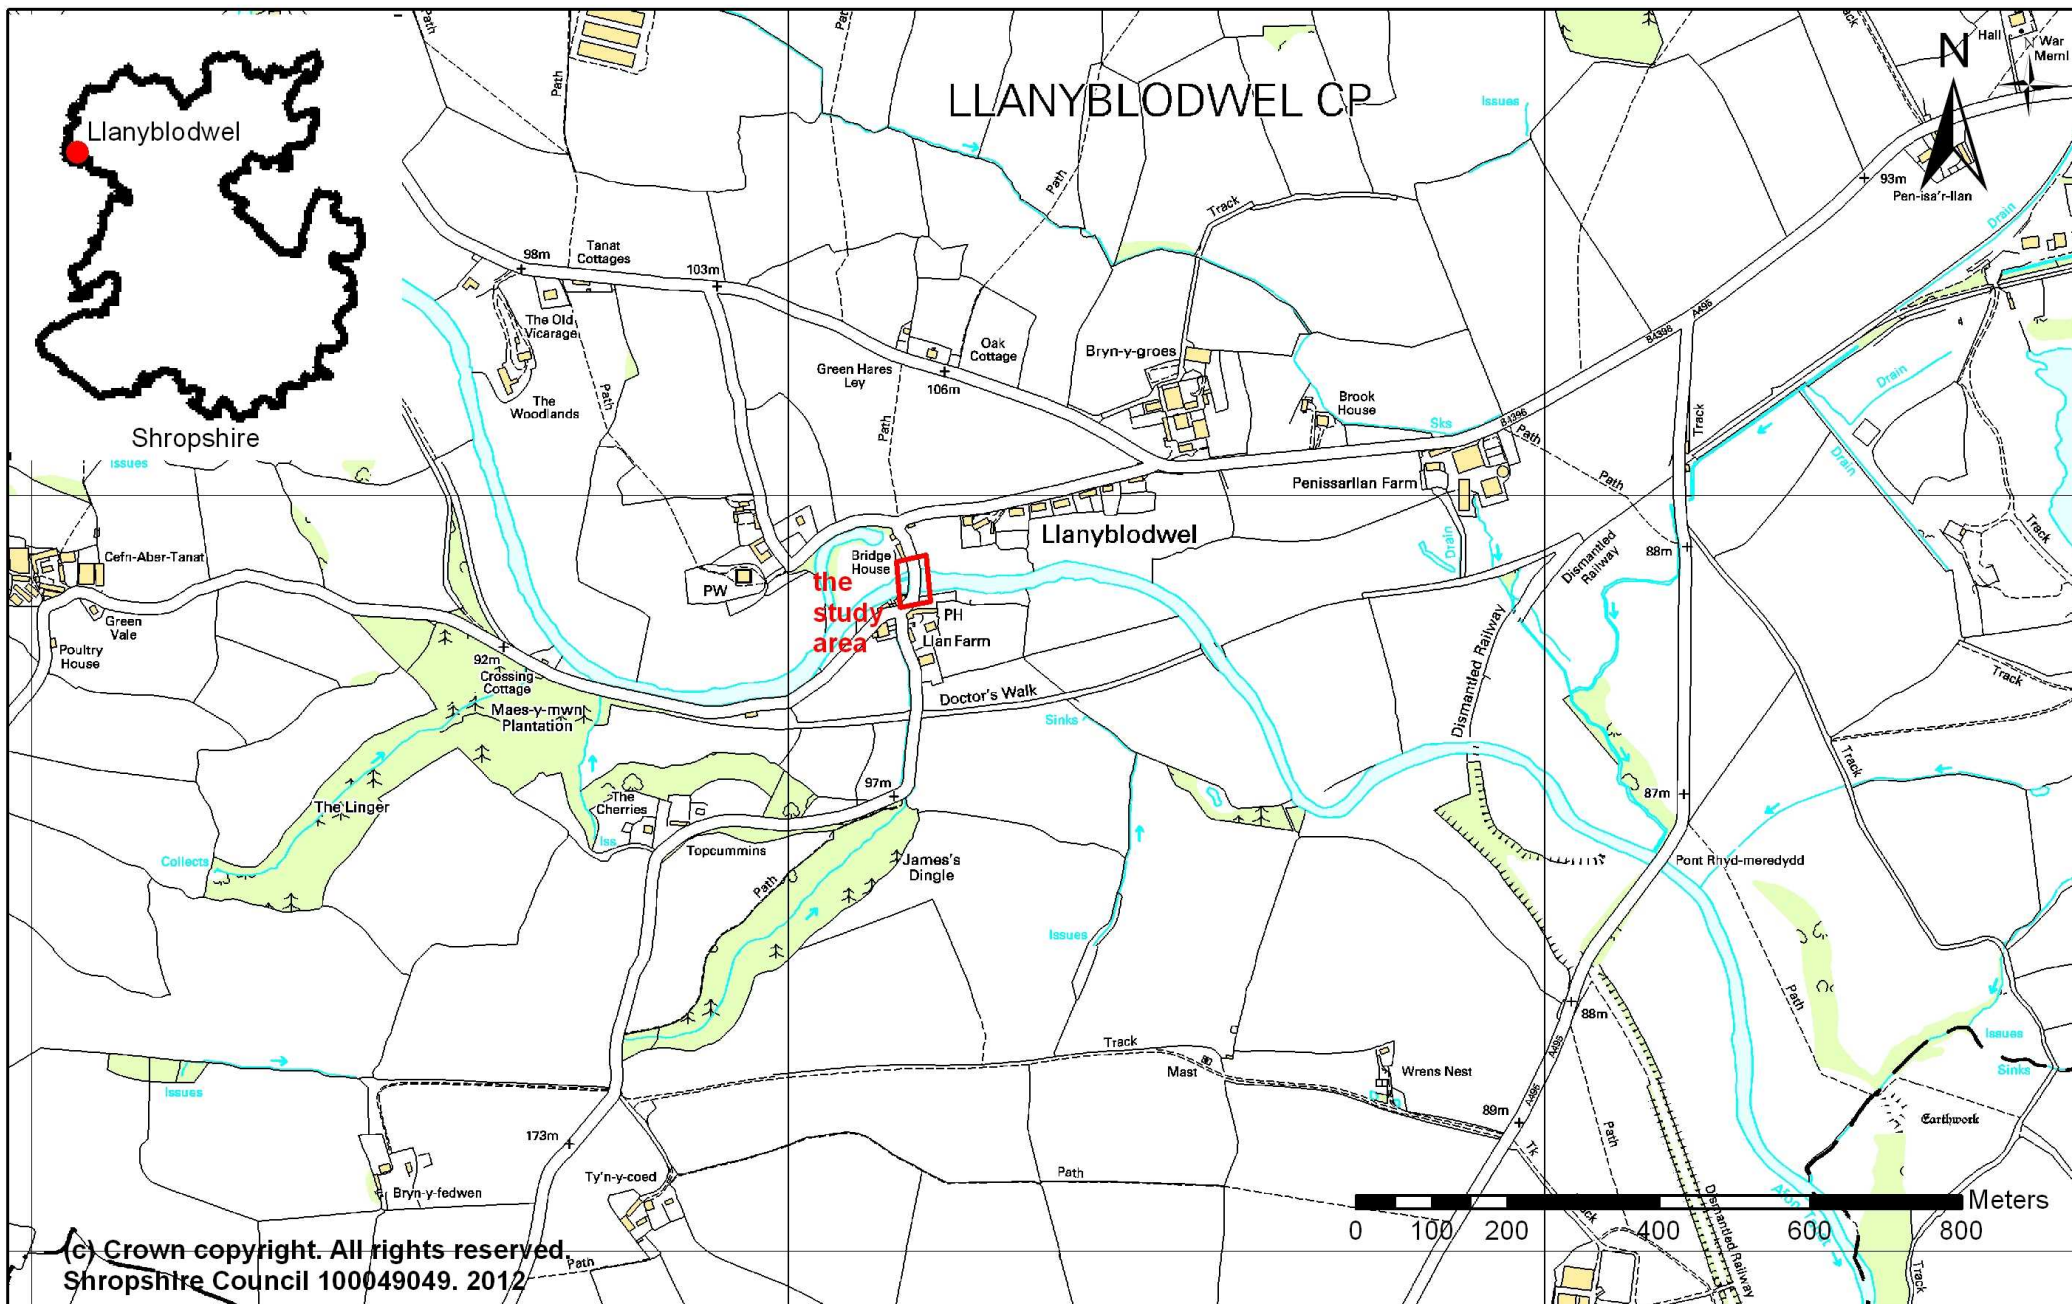 Path
Path
LLANYBLODWEL CP
Hall
War
Meml
N
Llanyblodwel
Path
Issues
Path
Track
93m
Pen-isa'r-llan
Drain
98m
Tanat
Cottages
103m
The Old
Vicarage
The
Woodlands
Path
Green Hares
Ley
Oak
Cottage
106m
Path
Bryn-y-groes
Brook
House
Sks
B4396
Path
B4396
A495
Track
Drain
Drain
Shropshire
Issues
Penissarllan Farm
Path
Llanyblodwel
Drain
Dismantled
Railway
88m
Track
Cefn-Aber-Tanat
Green
Vale
Poultry
House
PW
Bridge
House
the
study
area
PH
Llan Farm
92m
Crossing
Cottage
Maes-y-mwn
Plantation
Doctor's Walk
Sinks
Dismantled Railway
Track
Track
The Linger
The
Cherries
Iss
Collects
97m
Topcummins
Path
James's
Dingle
87m
Pont Rhyd-meredydd
Issues
Path
88m
Issues
Sinks
Issues
Track
Mast
Wrens Nest
A495
A495
89m
Tk
Path
Earthwork
173m
Bryn-y-fedwen
Ty'n-y-coed
Path
Path
Dismantled Railway
Track
Meters
0 100 200 400 600 800
(c) Crown copyright. All rights reserved.
Shropshire Council 100049049. 2012